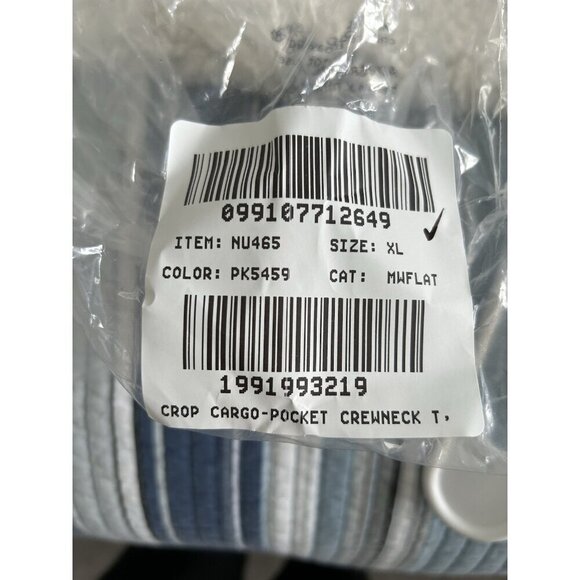 099107712649
ITEM: NU465 SIZE: XL
COLOR: PK5459 CAT: MWFLAT
1991993219
CROP CARGO-POCKET CREWNECK T,